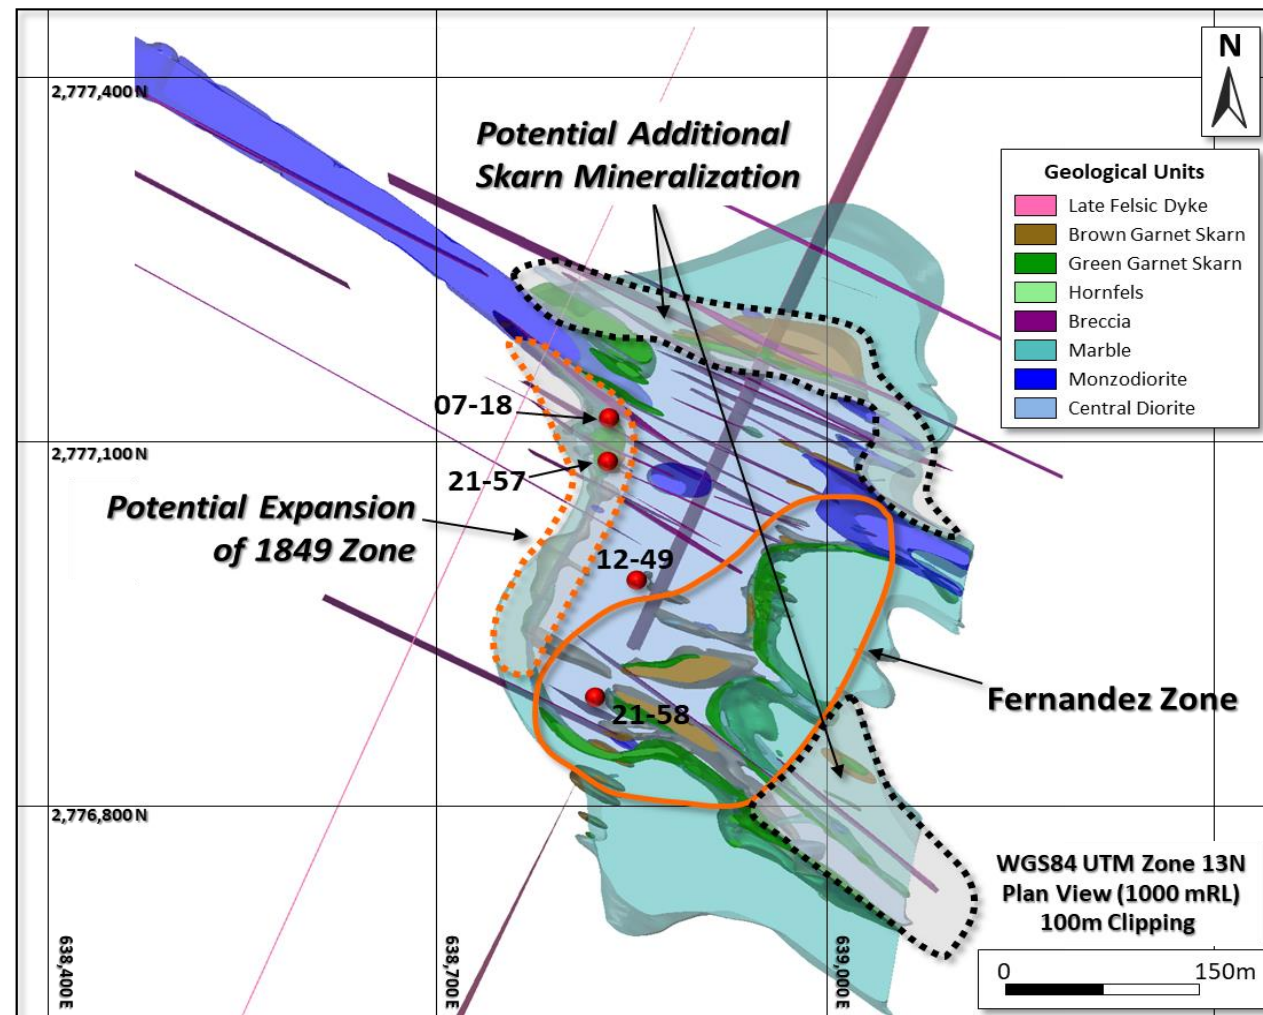 N
2,777,400 N
Potential Additional
Skarn Mineralization
Geological Units
Late Felsic Dyke
Brown Garnet Skarn
Green Garnet Skarn
Hornfels
Breccia
Marble
Monzodiorite
Central Diorite
07-18
2,777,100 N
21-57
Potential Expansion
of 1849 Zone
12-49
Fernandez Zone
21-58
2,776,800 N
WGS84 UTM Zone 13N
Plan View (1000 mRL)
100m Clipping
638,400 E
638,700 E
639,000 E
0 150m